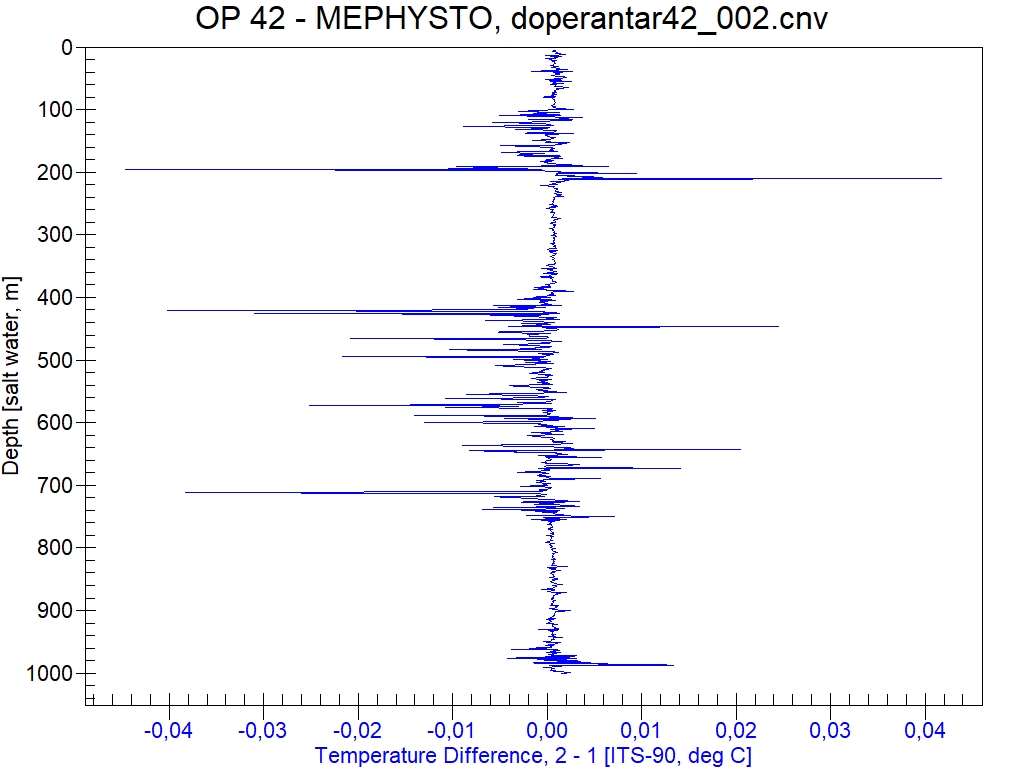 OP 42 - MEPHYSTO, doperantar42_002.cnv
0
100
200
300
400
500
600
700
800
900
1000
Depth [salt water, m]
-0,04 -0,03 -0,02 -0,01 0,00 0,01 0,02 0,03 0,04
Temperature Difference, 2 - 1 [ITS-90, deg C]